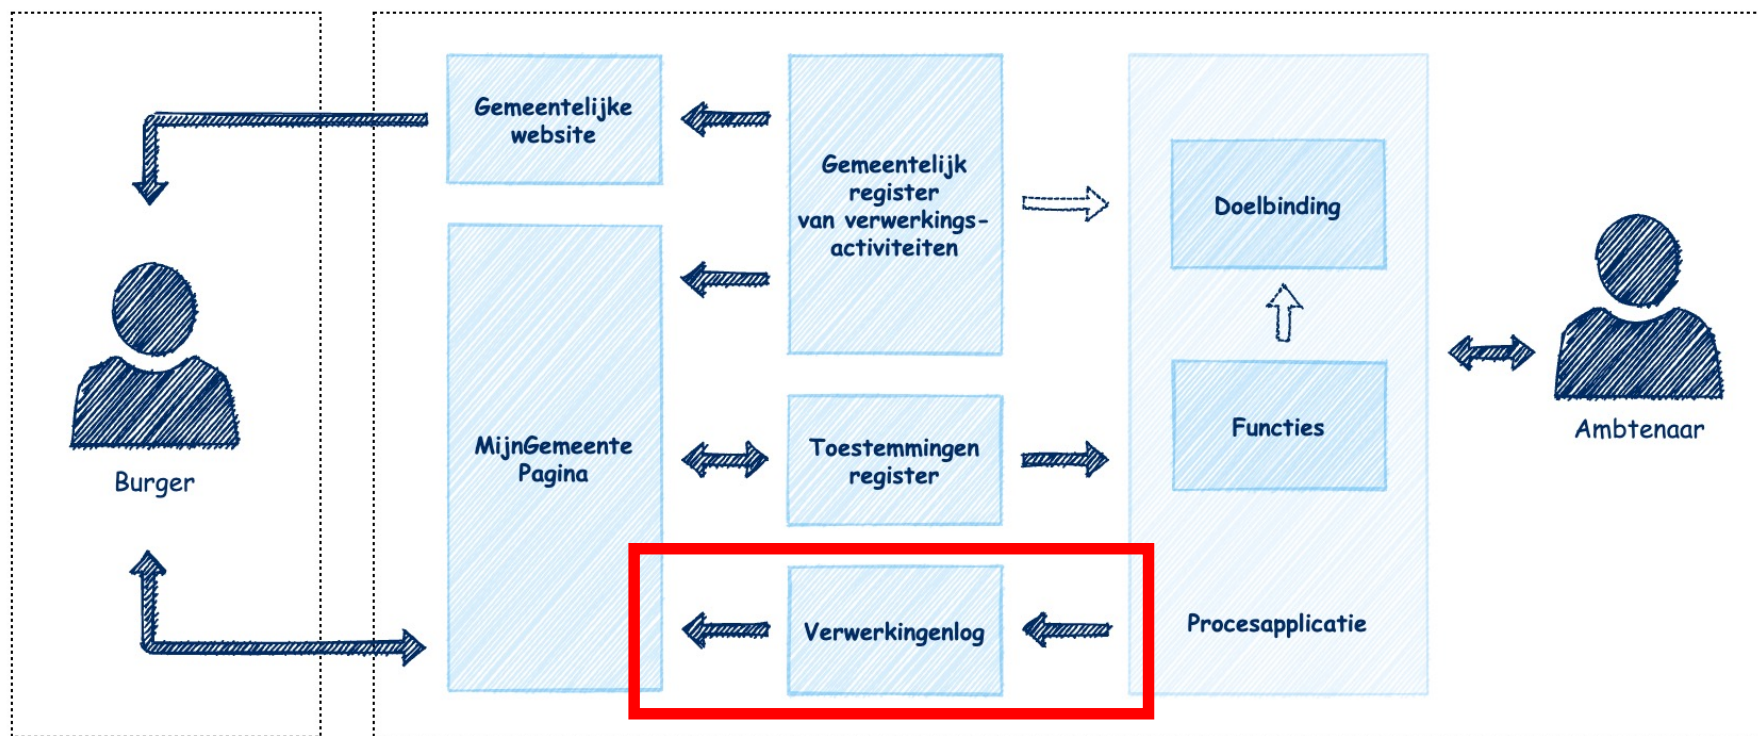 Gemeentelijke
website
Gemeentelijk
register
van verwerkings-
activiteiten
Doelbinding
Burger
MijnGemeente
Pagina
Toestemmingen
register
Functies
Ambtenaar
Verwerkingenlog
Procesapplicatie